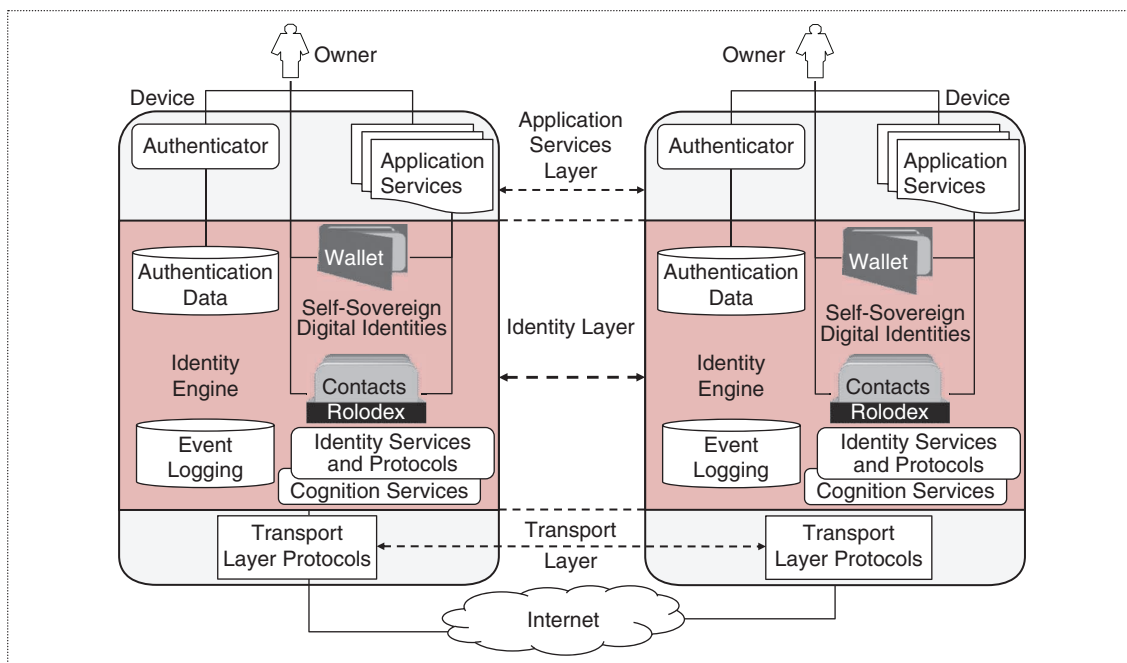 Owner
Device
Authenticator
Application
Services
Wallet
Authentication
Data
Self-Sovereign
Digital Identities
Identity
Engine
Contacts
Rolodex
Event
Logging
Identity Services
and Protocols
Cognition Services
Transport
Layer Protocols
Application
Services
Layer
Identity Layer
Transport
Layer
Internet
Owner
Device
Authenticator
Application
Services
Wallet
Authentication
Data
Self-Sovereign
Digital Identities
Identity
Engine
Contacts
Rolodex
Event
Logging
Identity Services
and Protocols
Cognition Services
Transport
Layer Protocols